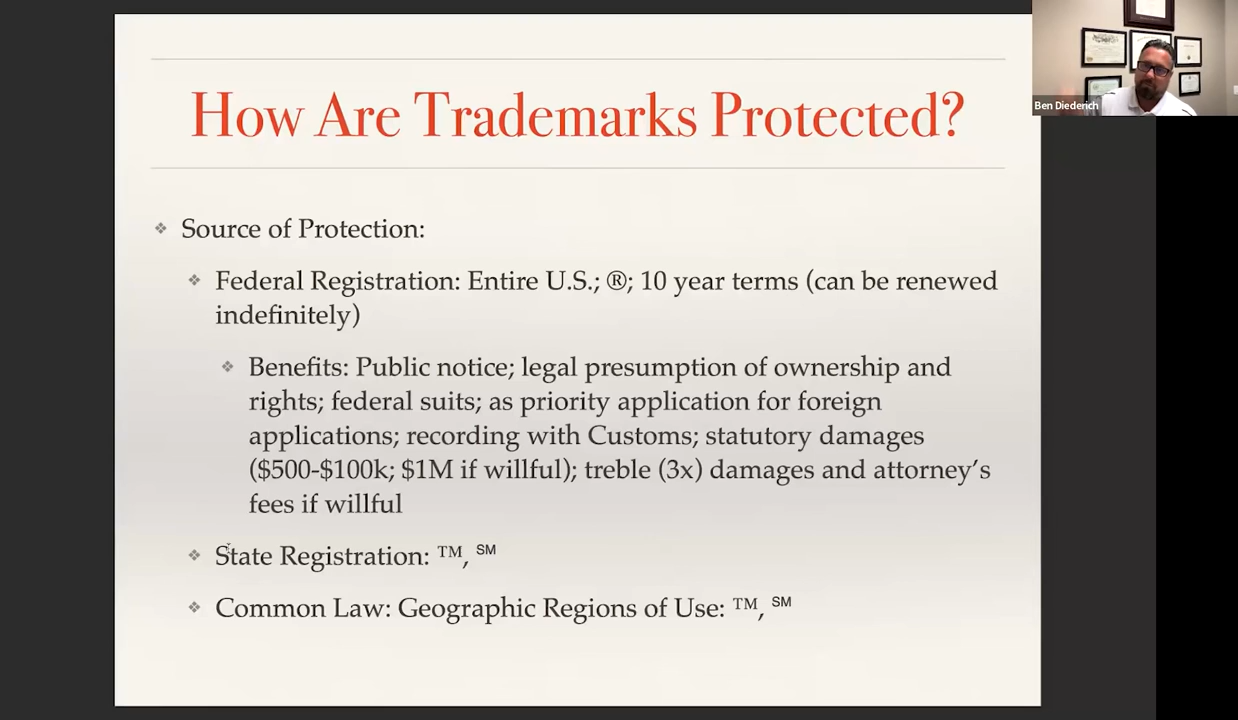 How Are Trademarks Protected?
Ben Diederich
Source of Protection:
Federal Registration: Entire U.S.; ®; 10 year terms (can be renewed
indefinitely)
Benefits: Public notice; legal presumption of ownership and
rights; federal suits; as priority application for foreign
applications; recording with Customs; statutory damages
($500-$100k; $1M if willful); treble (3x) damages and attorney’s
fees if willful
State Registration: ™, ℠
Common Law: Geographic Regions of Use: ™, ℠